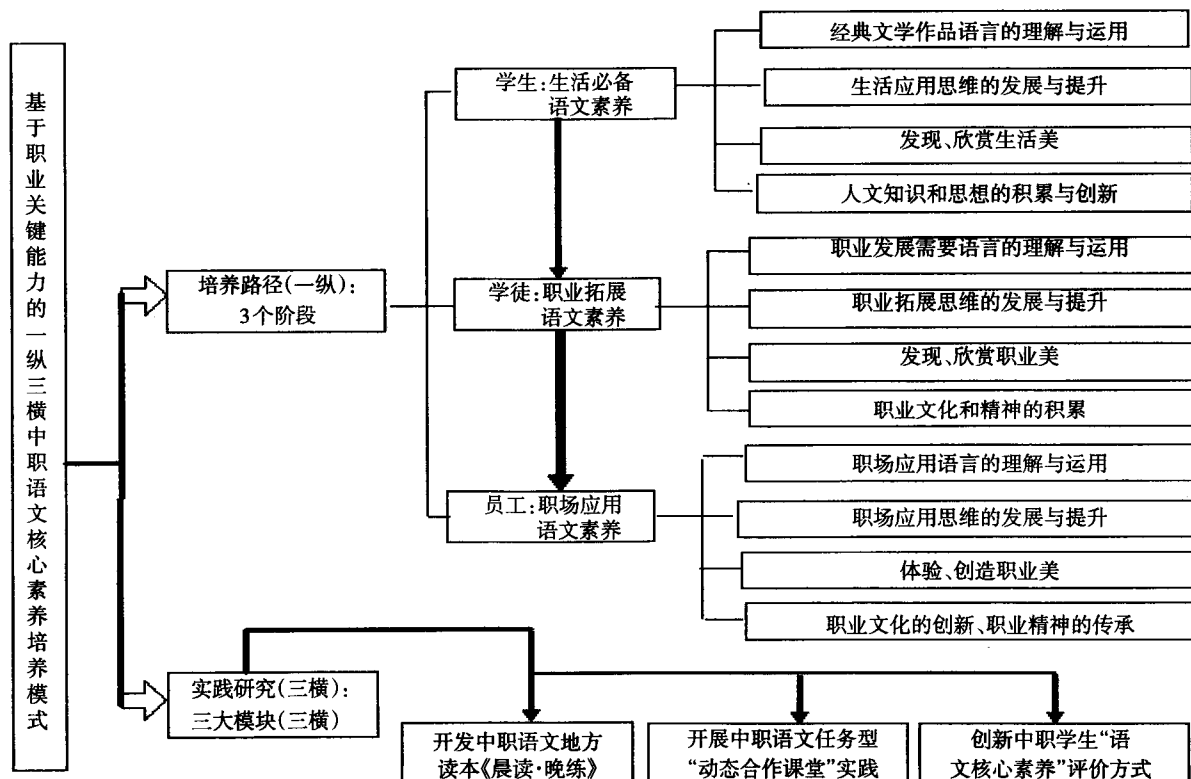 基于职业关键能力的一纵三横中职语文核心素养培养模式
培养路径(一纵):
3个阶段
学生:生活必备
语文素养
经典文学作品语言的理解与运用
生活应用思维的发展与提升
发现、欣赏生活美
人文知识和思想的积累与创新
学徒:职业拓展
语文素养
职业发展需要语言的理解与运用
职业拓展思维的发展与提升
发现、欣赏职业美
职业文化和精神的积累
员工:职场应用
语文素养
职场应用语言的理解与运用
职场应用思维的发展与提升
体验、创造职业美
职业文化的创新、职业精神的传承
实践研究(三横):
三大模块(三横)
开发中职语文地方
读本《晨读·晚练》
开展中职语文任务型
“动态合作课堂”实践
创新中职学生“语
文核心素养”评价方式